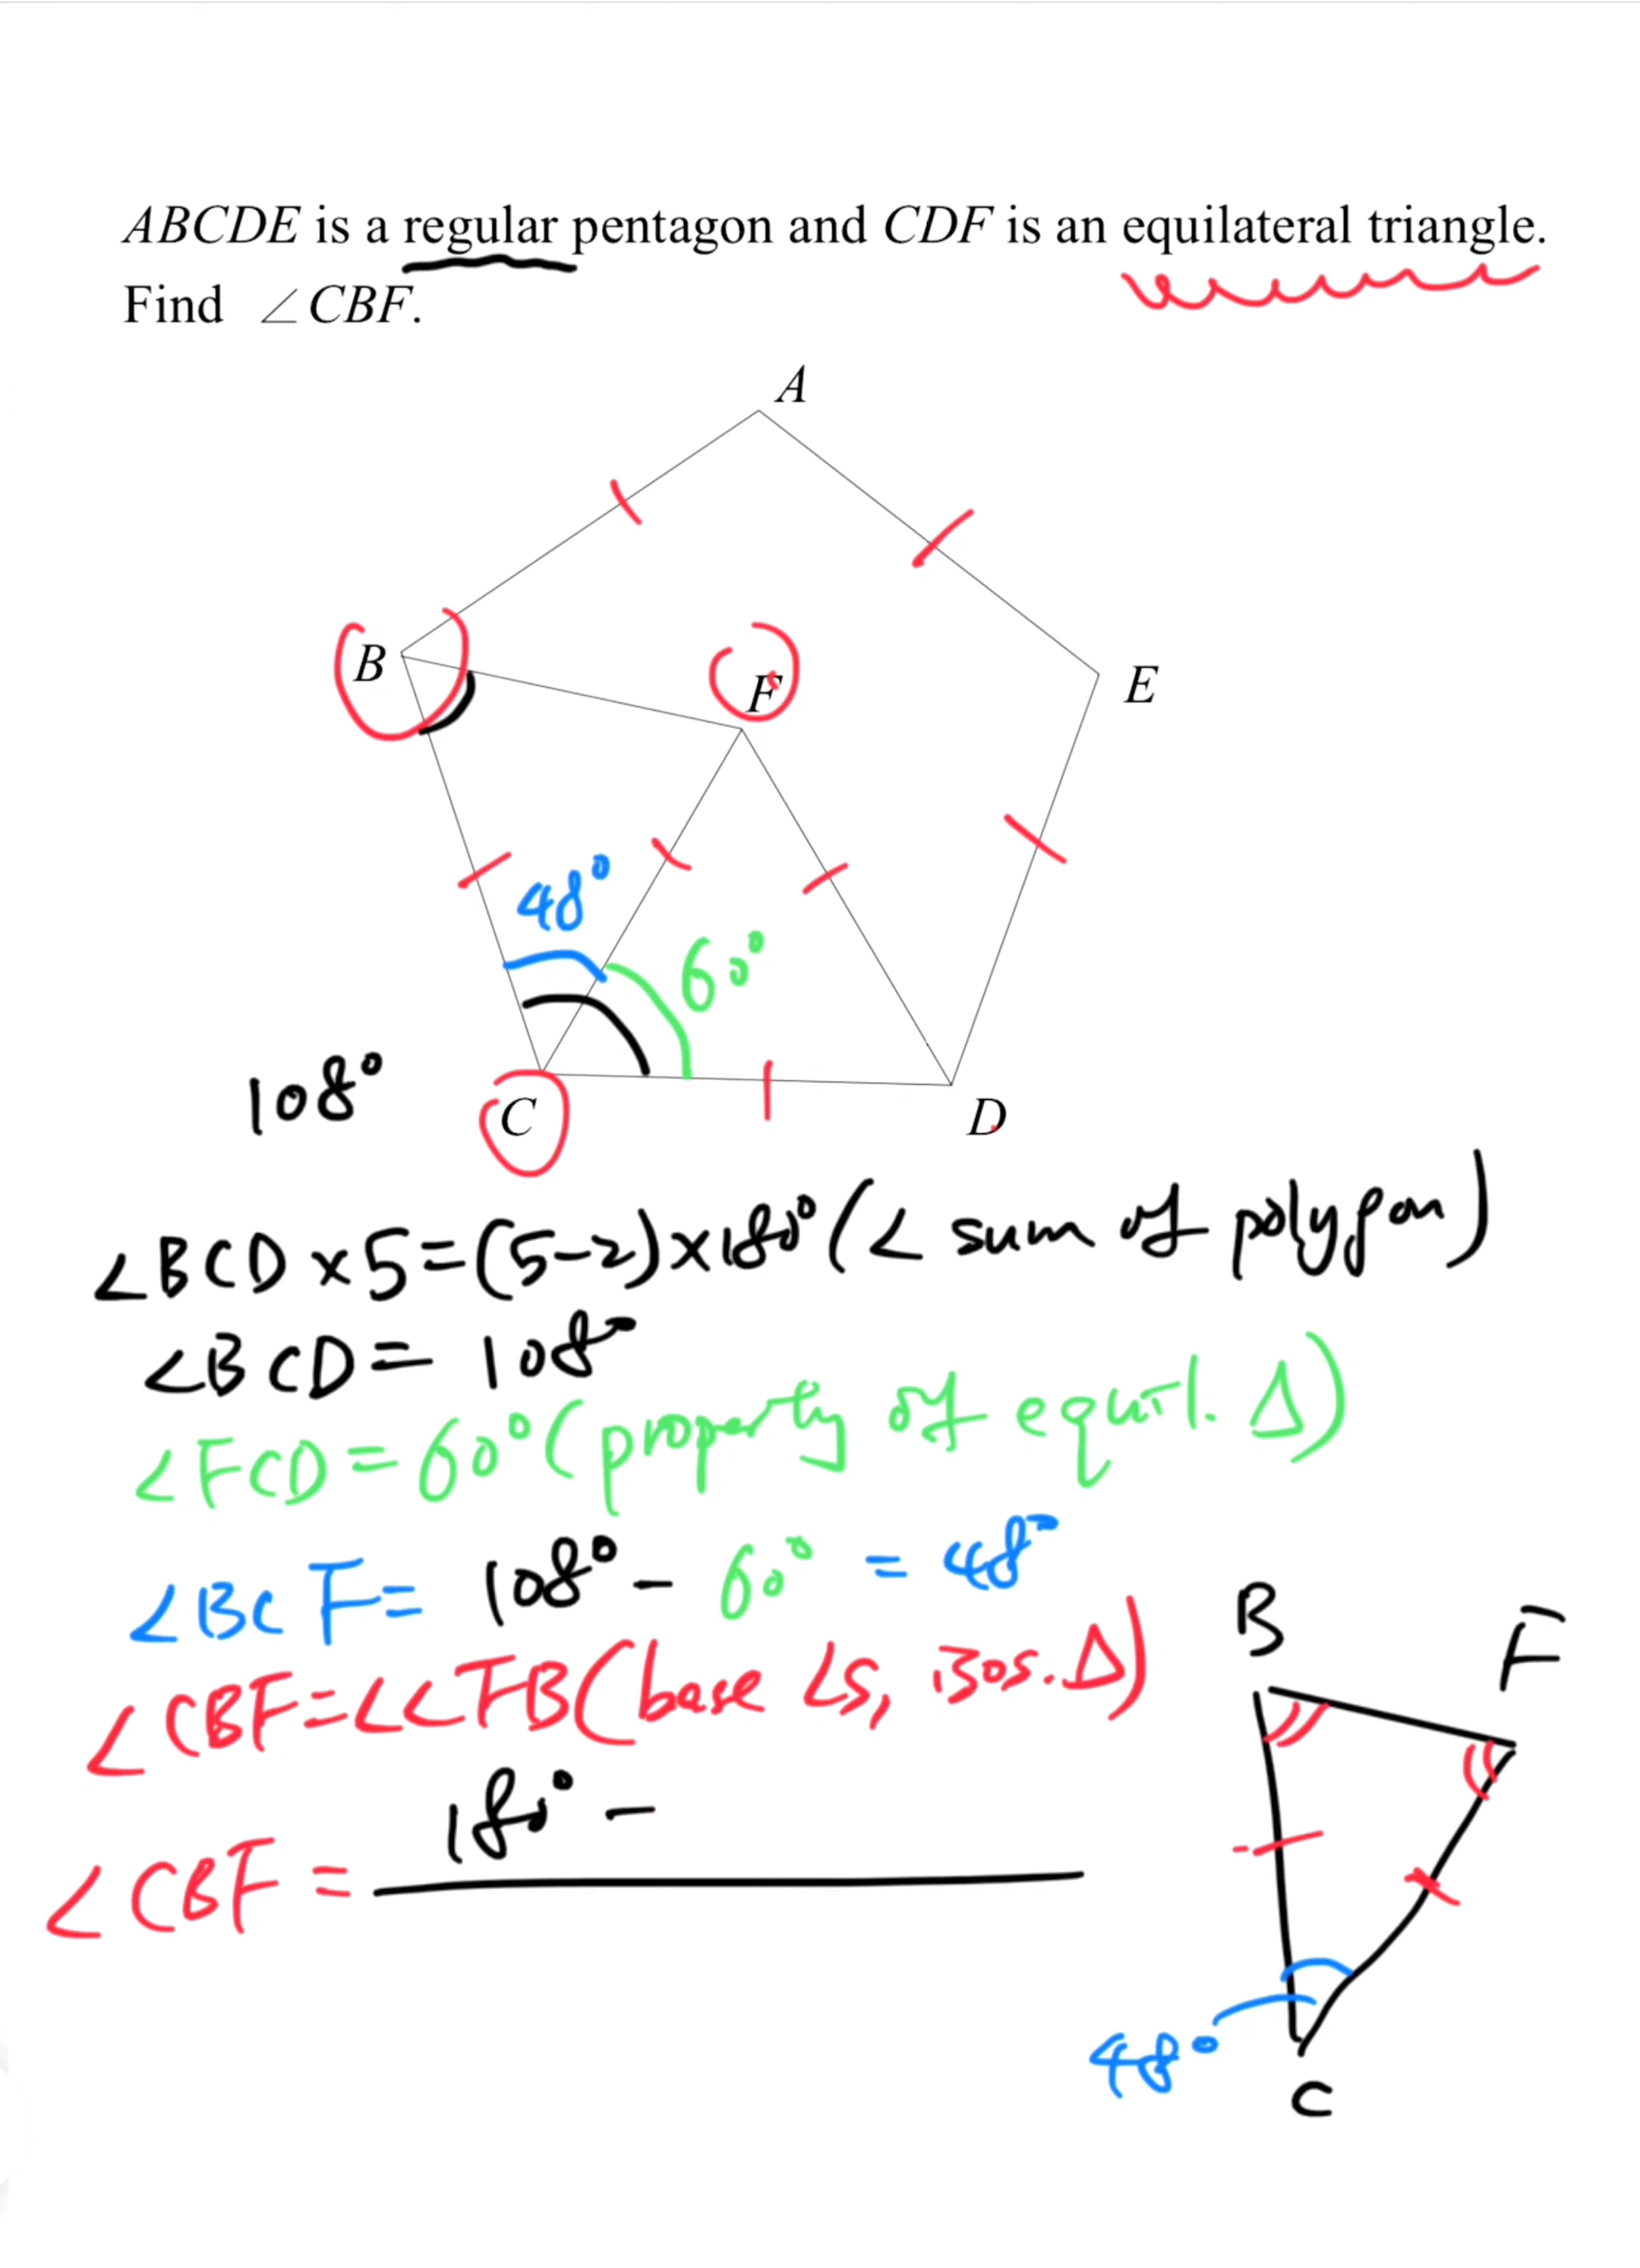 ABCDE is a regular pentagon and CDF is an equilateral triangle.
Find ∠CBF.
A
B
F
E
48°
60°
108°
C
D
∠BCD×5=(5-2)×180°(∠ sum of polygon)
∠BCD=108°
∠FCD=60°(property of equil. Δ)
∠BCF=108°-60°=48°
∠CBF=∠CFB(base ∠s, isos. Δ)
180°-
∠CBF=
B
F
48°
C